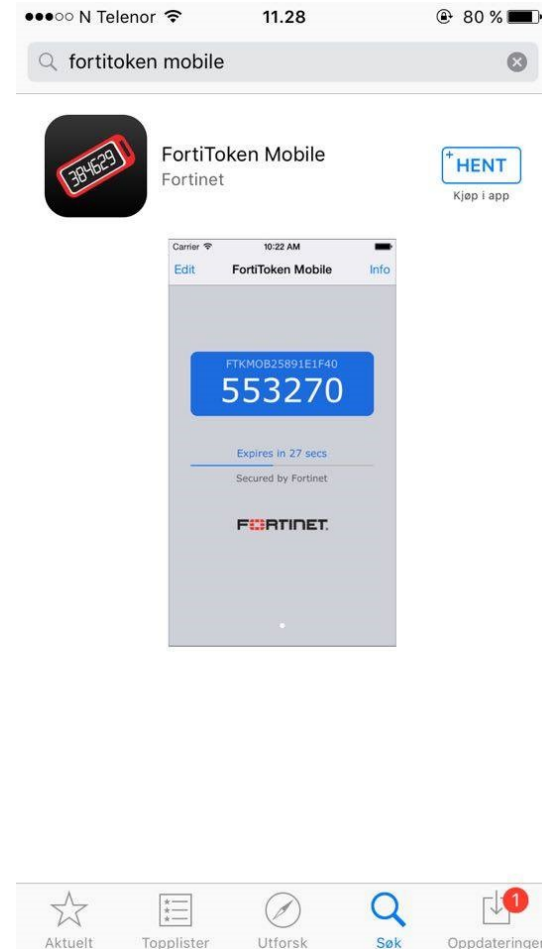 N Telenor 11.28 80 %
fortitoken mobile
384629
FortiToken Mobile
Fortinet
+ HENT
Kjøp i app
Carrier 10:22 AM
Edit FortiToken Mobile Info
FTKMOB25891E1F40
553270
Expires in 27 secs
Secured by Fortinet
FORTINET.
1
Aktuelt Topplister Utforsk Søk Oppdateringer